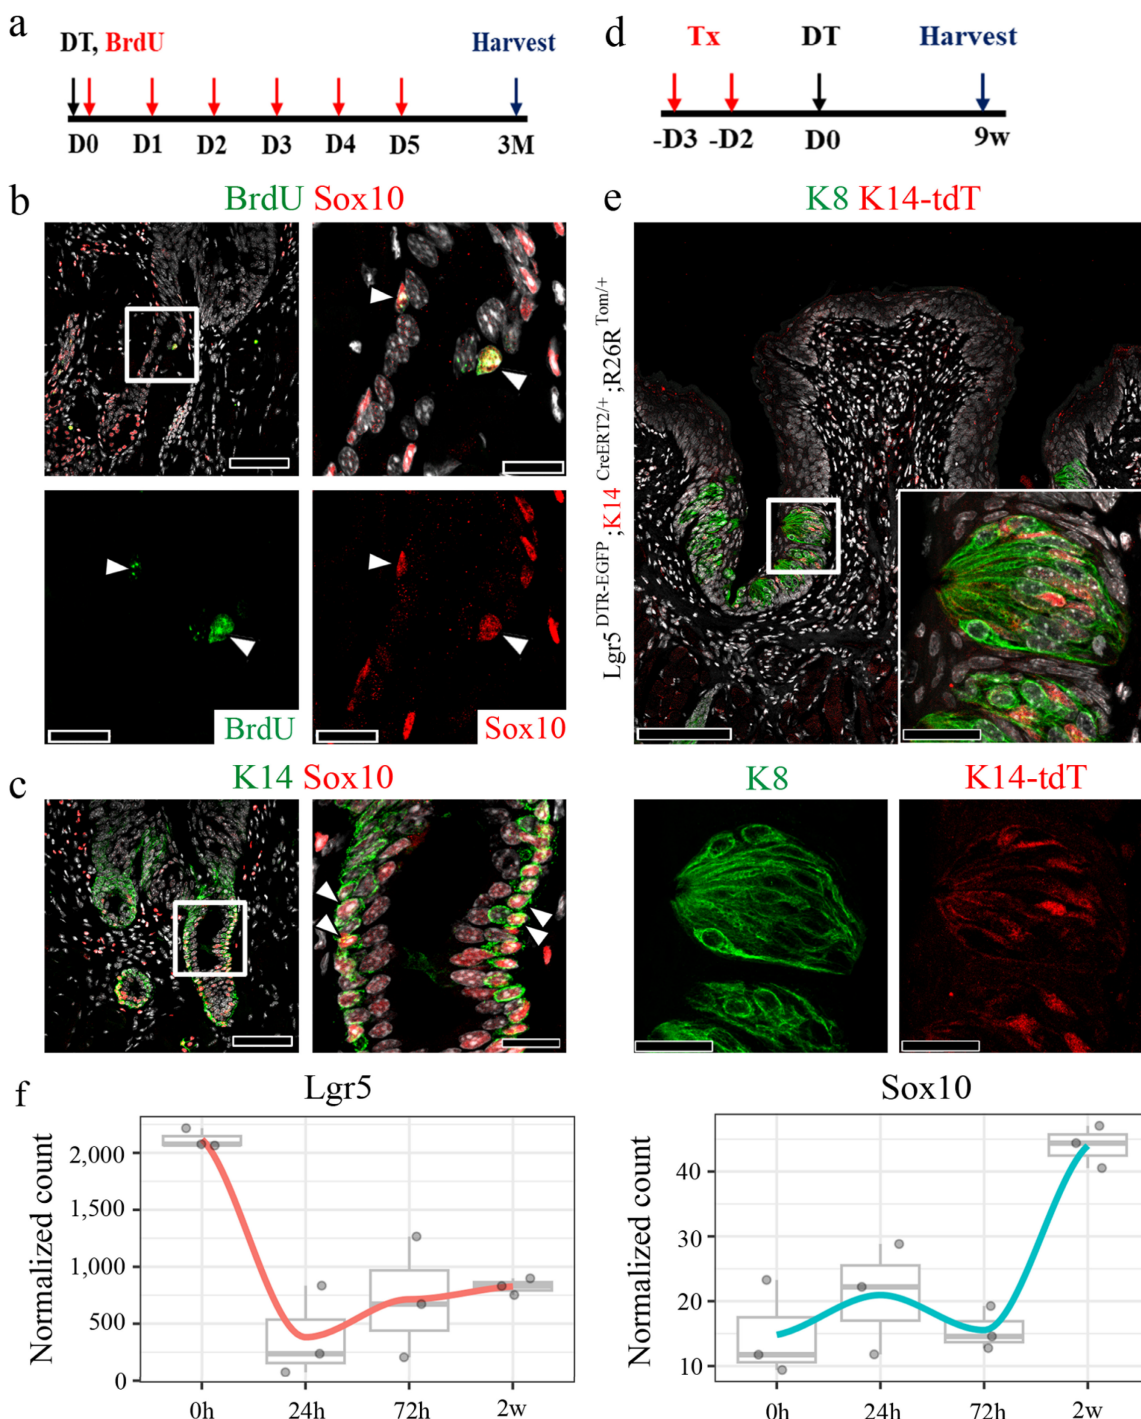 a
DT, BrdU
Harvest
D0 D1 D2 D3 D4 D5 3M
d
Tx
DT
Harvest
-D3 -D2 D0 9w
b
BrdU Sox10
BrdU
Sox10
c
K14 Sox10
e
K8 K14-tdT
Lgr5 DTR-EGFP ;K14 CreERT2/+ ;R26R Tom/+
K8
K14-tdT
f
Lgr5
Normalized count
2,000
1,500
1,000
500
0
0h 24h 72h 2w
Sox10
Normalized count
40
30
20
10
0h 24h 72h 2w